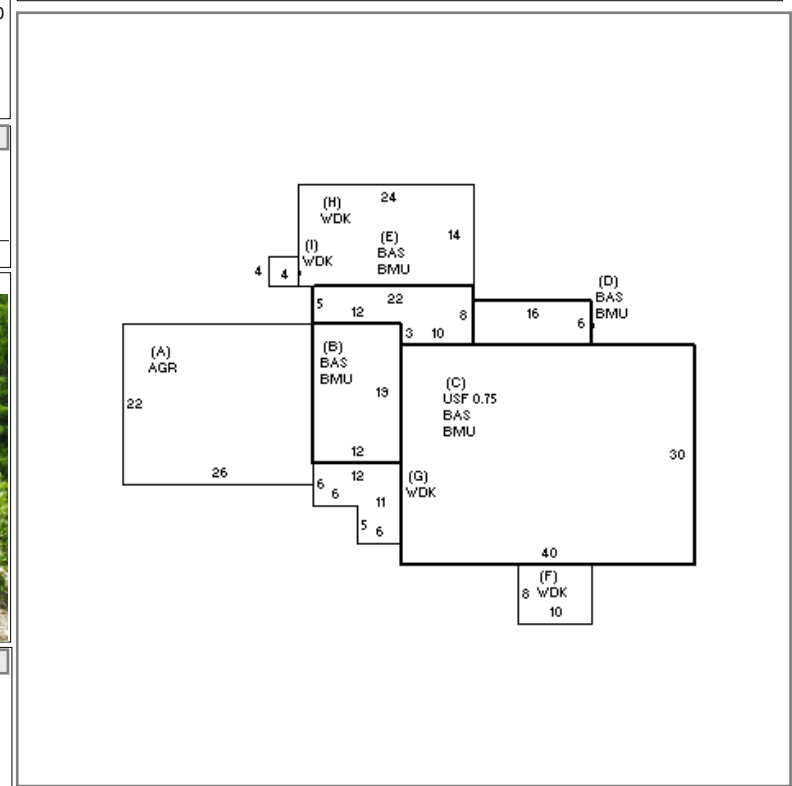 24
(H)
WDK
14
(E)
BAS
BMU
(I)
WDK
4
4
(D)
BAS
BMU
5
22
12
8
16
6
3
10
(A)
AGR
22
26
(B)
BAS
BMU
19
12
(C)
USF 0.75
BAS
BMU
30
40
6
12
6
11
5
6
(G)
WDK
(F)
WDK
8
10